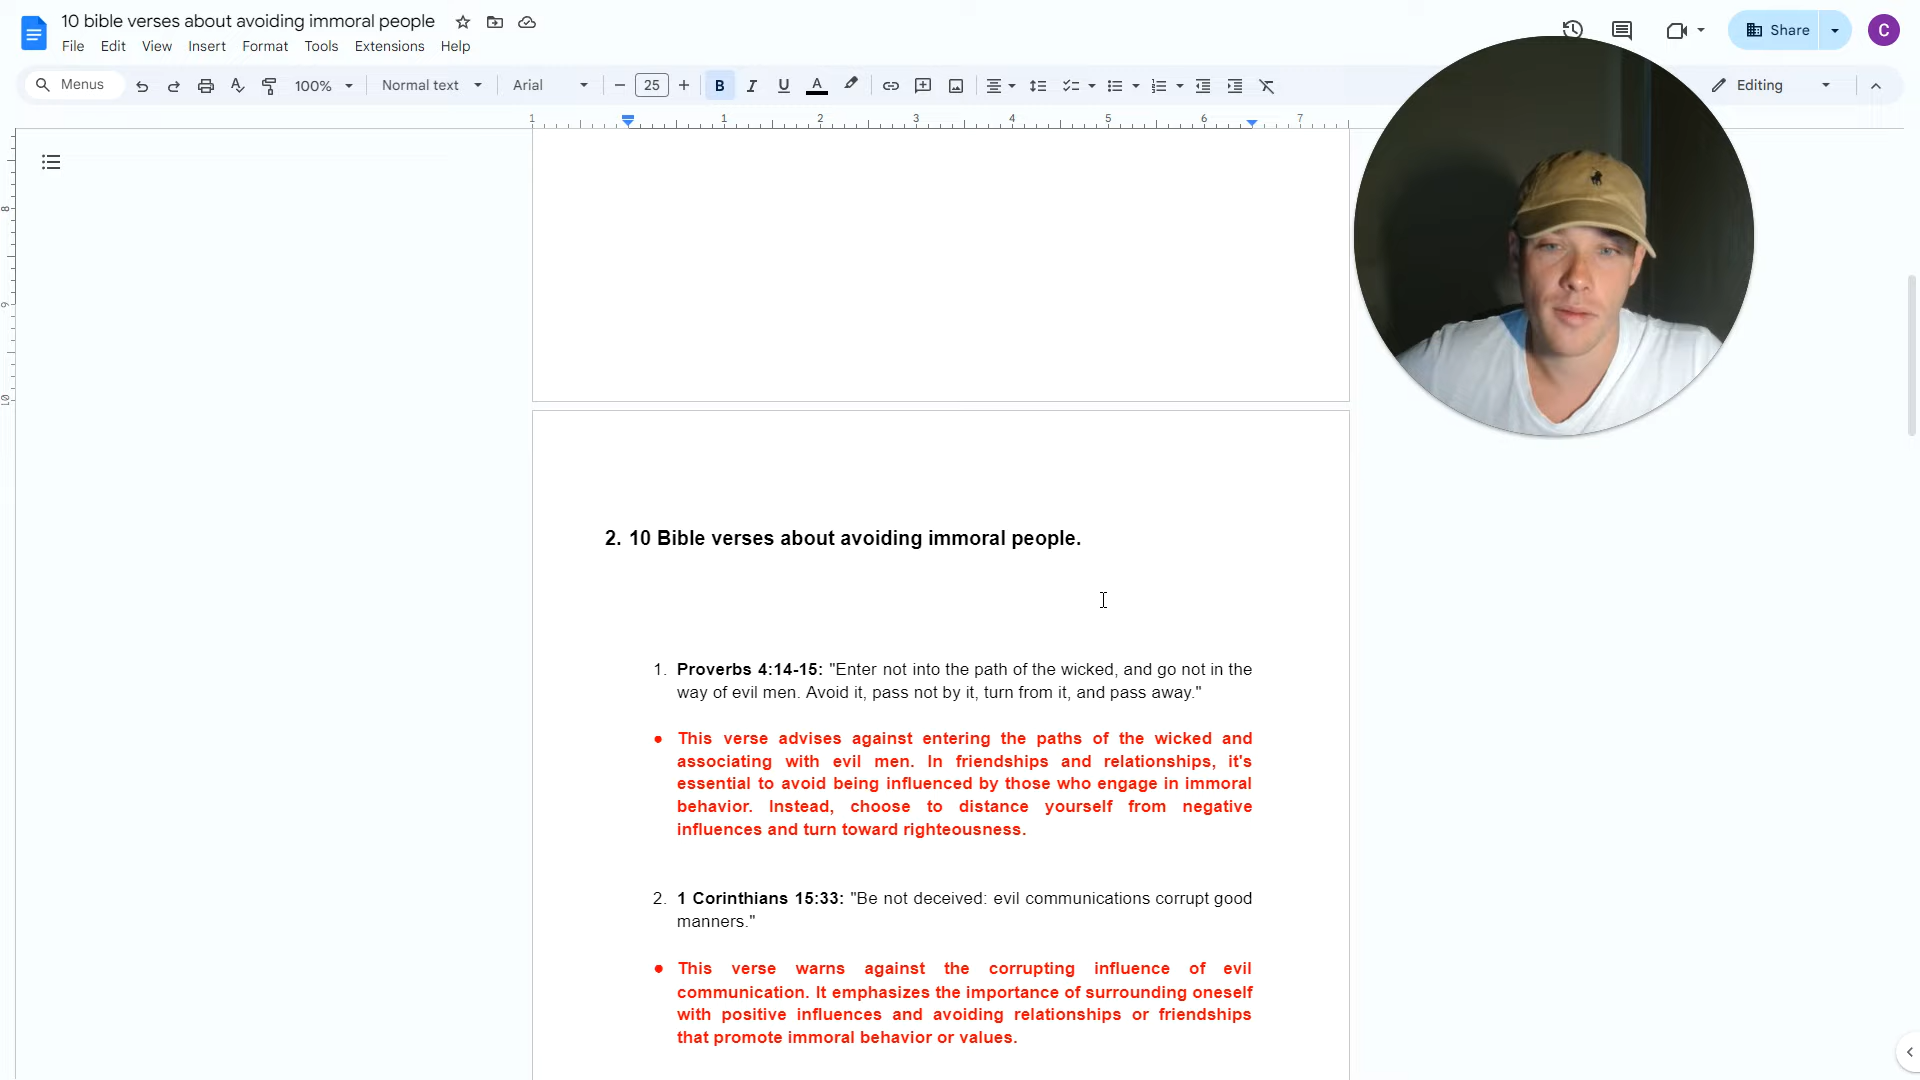 10 bible verses about avoiding immoral people
File Edit View Insert Format Tools Extensions Help
Share
C
Menus
100%
Normal text
Arial
25
B
I
U
A
Editing
1 1 2 3 4 5 6 7
8
9
10
2. 10 Bible verses about avoiding immoral people.
1. Proverbs 4:14-15: "Enter not into the path of the wicked, and go not in the
way of evil men. Avoid it, pass not by it, turn from it, and pass away."
● This verse advises against entering the paths of the wicked and
associating with evil men. In friendships and relationships, it's
essential to avoid being influenced by those who engage in immoral
behavior. Instead, choose to distance yourself from negative
influences and turn toward righteousness.
2. 1 Corinthians 15:33: "Be not deceived: evil communications corrupt good
manners."
● This verse warns against the corrupting influence of evil
communication. It emphasizes the importance of surrounding oneself
with positive influences and avoiding relationships or friendships
that promote immoral behavior or values.